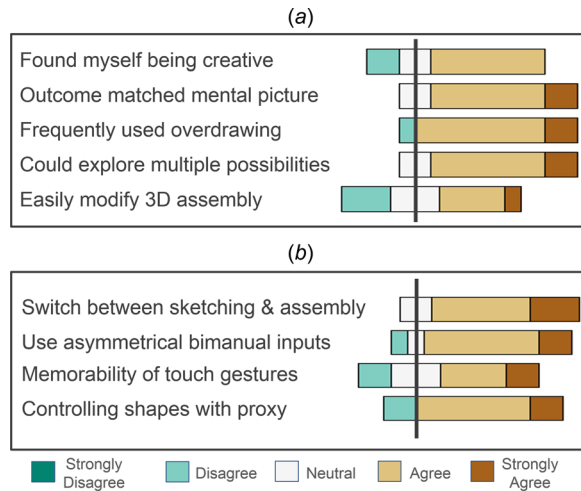 (a)
Found myself being creative
Outcome matched mental picture
Frequently used overdrawing
Could explore multiple possibilities
Easily modify 3D assembly
(b)
Switch between sketching & assembly
Use asymmetrical bimanual inputs
Memorability of touch gestures
Controlling shapes with proxy
Strongly Disagree
Disagree
Neutral
Agree
Strongly Agree